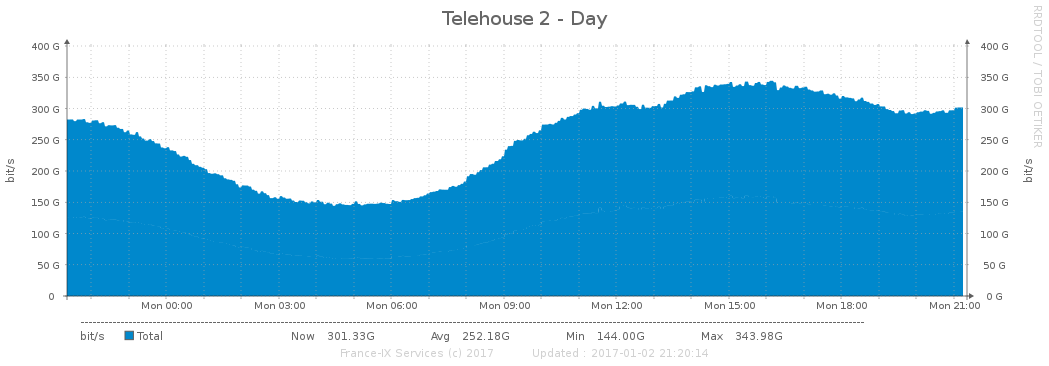 Telehouse 2 - Day
RRDTOOL / TOBI OETIKER
bit/s
400 G
350 G
300 G
250 G
200 G
150 G
100 G
50 G
0
400 G
350 G
300 G
250 G
200 G
150 G
100 G
50 G
0 G
bit/s
Mon 00:00 Mon 03:00 Mon 06:00 Mon 09:00 Mon 12:00 Mon 15:00 Mon 18:00 Mon 21:00
bit/s Total Now 301.33G Avg 252.18G Min 144.00G Max 343.98G
France-IX Services (c) 2017 Updated : 2017-01-02 21:20:14